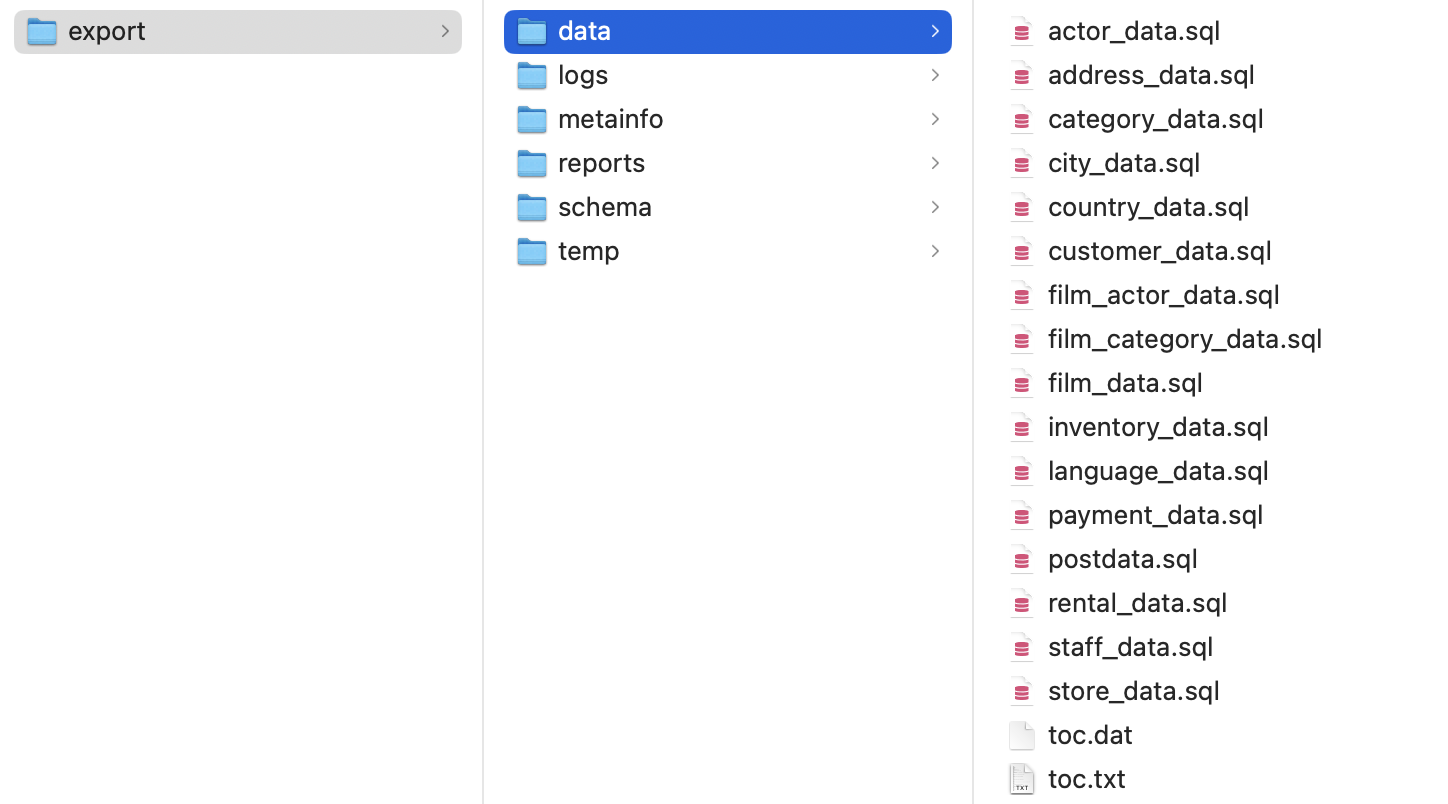 export
data
logs
metainfo
reports
schema
temp
actor_data.sql
address_data.sql
category_data.sql
city_data.sql
country_data.sql
customer_data.sql
film_actor_data.sql
film_category_data.sql
film_data.sql
inventory_data.sql
language_data.sql
payment_data.sql
postdata.sql
rental_data.sql
staff_data.sql
store_data.sql
toc.dat
toc.txt
TXT